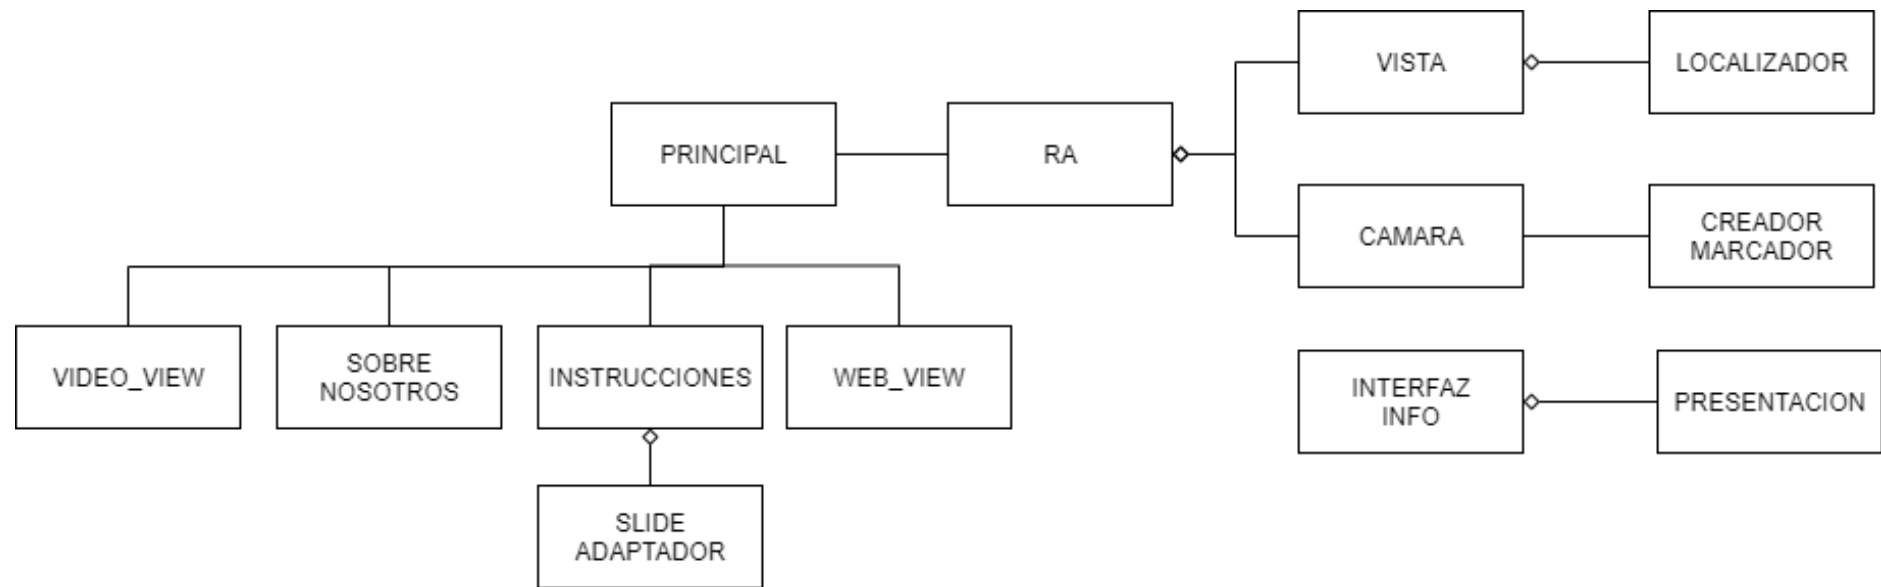 VISTA
LOCALIZADOR
PRINCIPAL
RA
CAMARA
CREADOR
MARCADOR
VIDEO_VIEW
SOBRE
NOSOTROS
INSTRUCCIONES
WEB_VIEW
INTERFAZ
INFO
PRESENTACION
SLIDE
ADAPTADOR